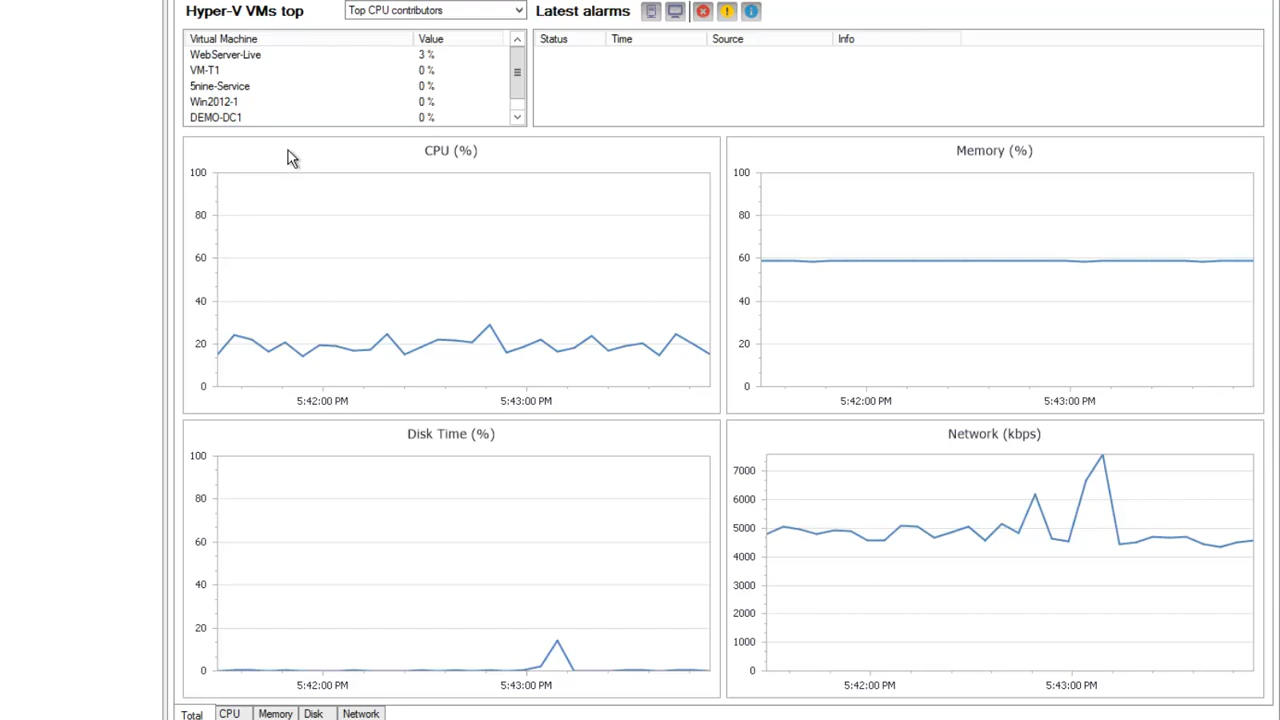 Hyper-V VMs top Top CPU contributors Latest alarms
Virtual Machine Value
WebServer-Live 3 %
VM-T1 0 %
5nine-Service 0 %
Win2012-1 0 %
DEMO-DC1 0 %
Status Time Source Info
CPU (%)
100
80
60
40
20
0
5:42:00 PM 5:43:00 PM
Memory (%)
100
80
60
40
20
0
5:42:00 PM 5:43:00 PM
Disk Time (%)
100
80
60
40
20
0
5:42:00 PM 5:43:00 PM
Network (kbps)
7000
6000
5000
4000
3000
2000
1000
0
5:42:00 PM 5:43:00 PM
Total CPU Memory Disk Network